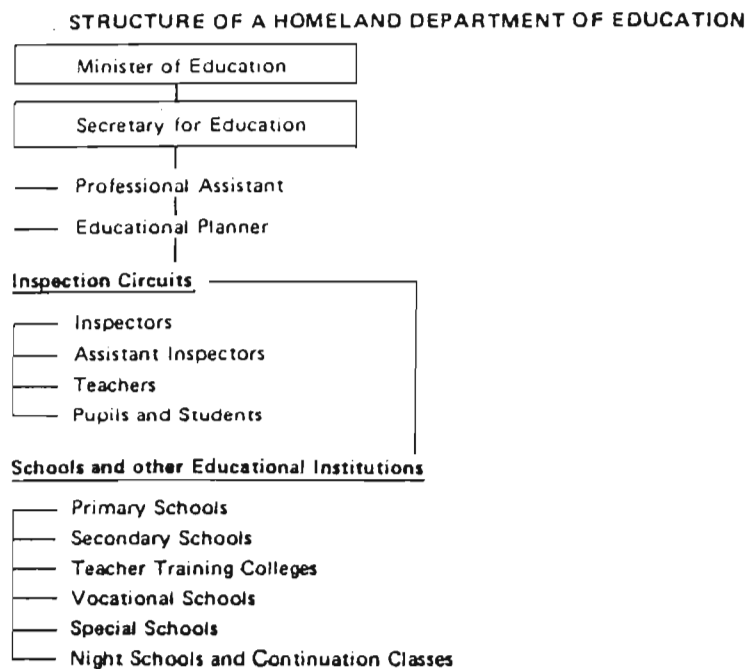 STRUCTURE OF A HOMELAND DEPARTMENT OF EDUCATION
Minister of Education
Secretary for Education
Professional Assistant
Educational Planner
Inspection Circuits
Inspectors
Assistant Inspectors
Teachers
Pupils and Students
Schools and other Educational Institutions
Primary Schools
Secondary Schools
Teacher Training Colleges
Vocational Schools
Special Schools
Night Schools and Continuation Classes